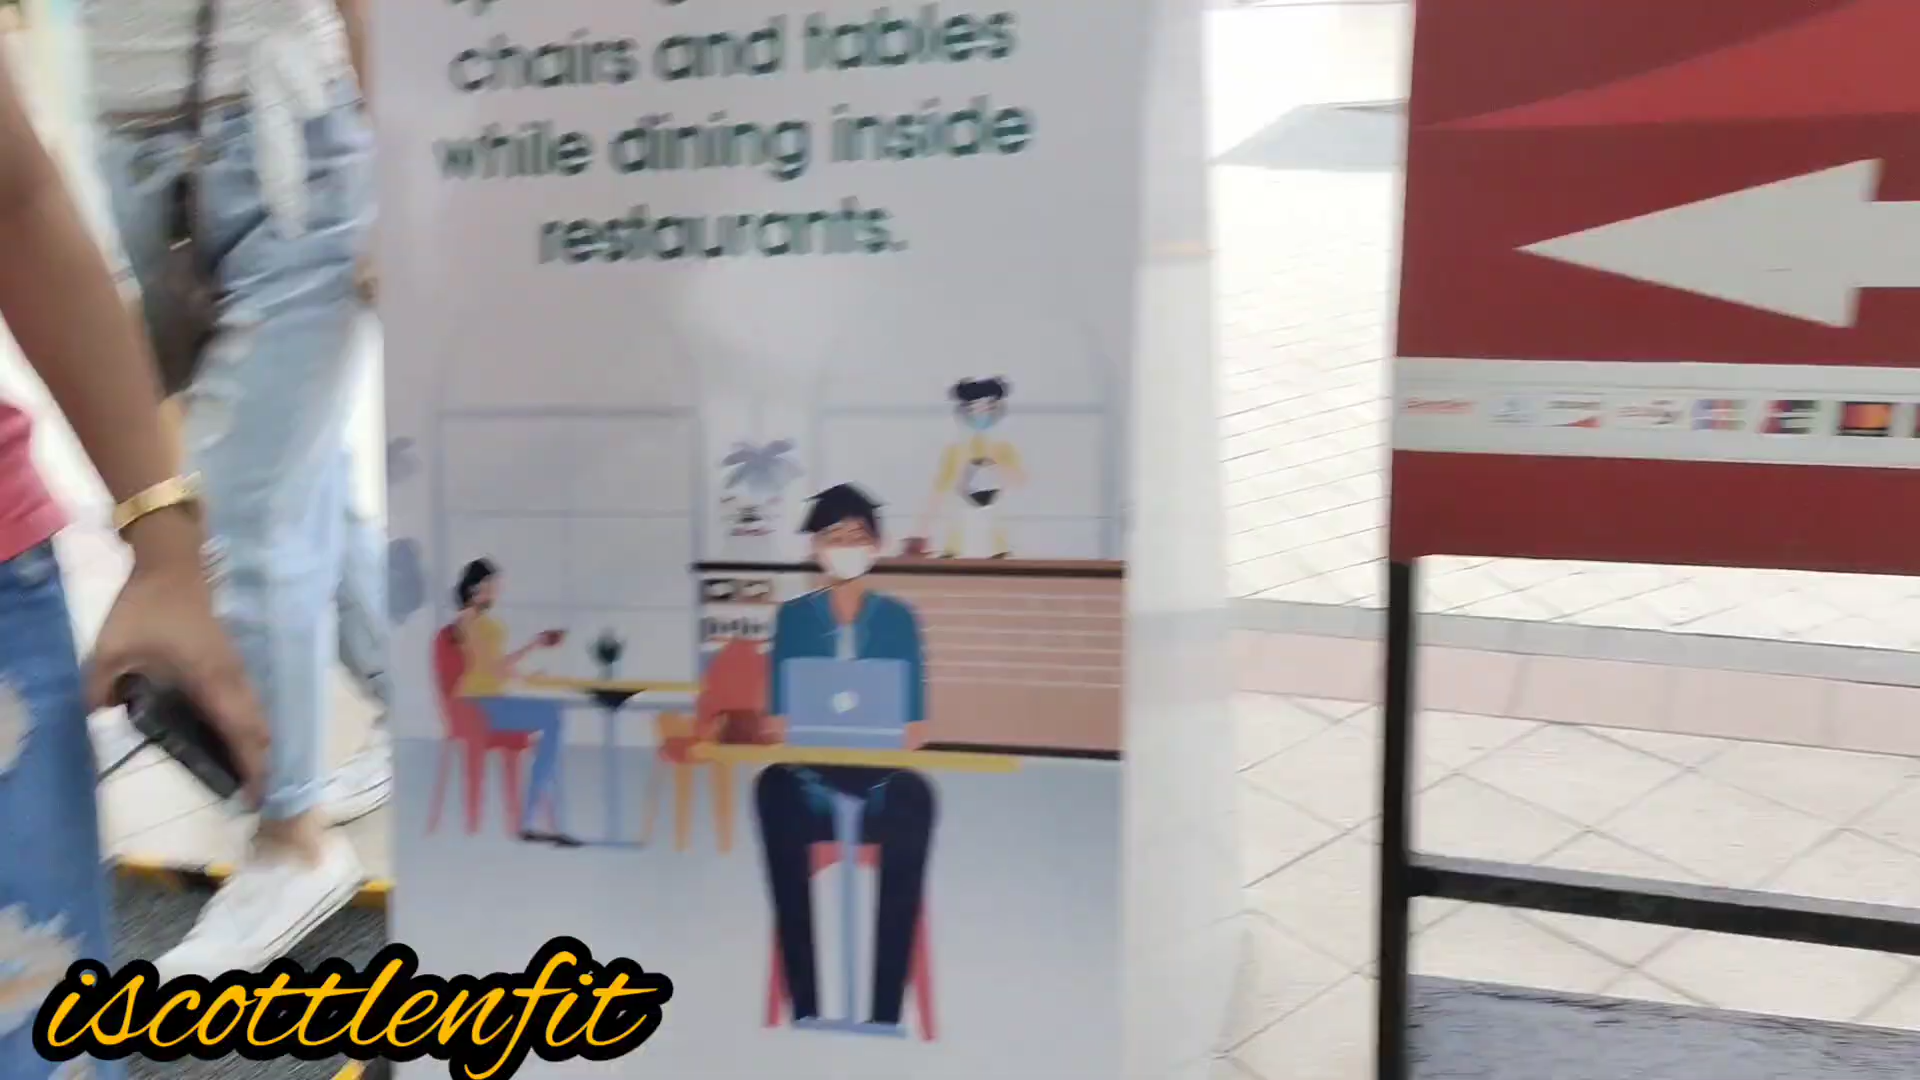 chairs and tables
while dining inside
restaurants.
iscottlenfit